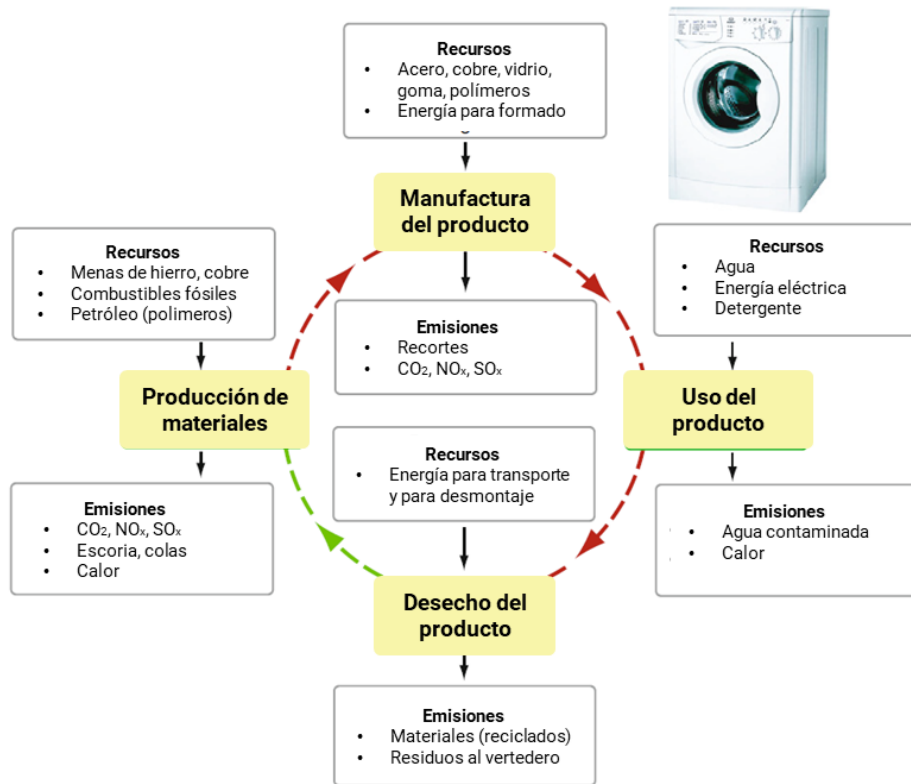 Recursos
• Acero, cobre, vidrio,
goma, polímeros
• Energía para formado
Manufactura
del producto
Recursos
• Menas de hierro, cobre
• Combustibles fósiles
• Petróleo (polimeros)
Recursos
• Agua
• Energía eléctrica
• Detergente
Emisiones
• Recortes
• CO₂, NOₓ, SOₓ
Producción de
materiales
Uso del
producto
Recursos
• Energía para transporte
y para desmontaje
Emisiones
• CO₂, NOₓ, SOₓ
• Escoria, colas
• Calor
Emisiones
• Agua contaminada
• Calor
Desecho del
producto
Emisiones
• Materiales (reciclados)
• Residuos al vertedero